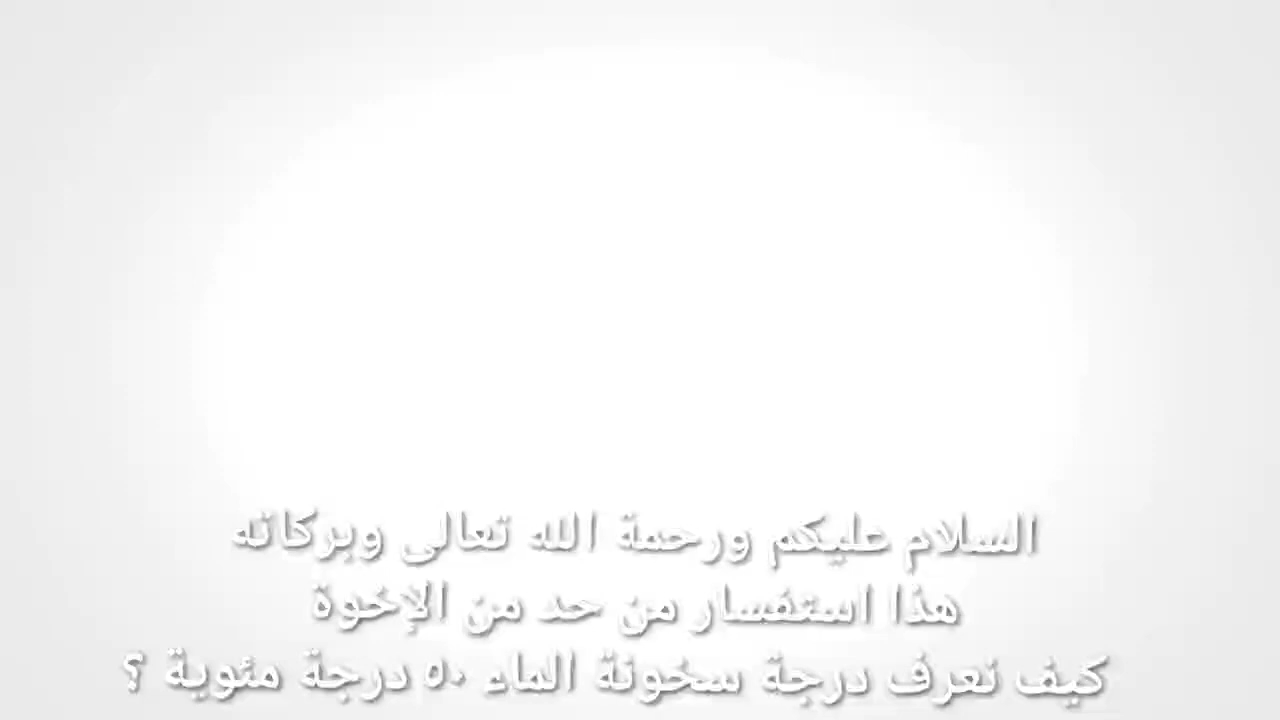 السلام عليكم ورحمة الله تعالى وبركاته
هذا استفسار من حد من الإخوة
كيف نعرف درجة سخونة الماء ٥٠ درجة مئوية ؟